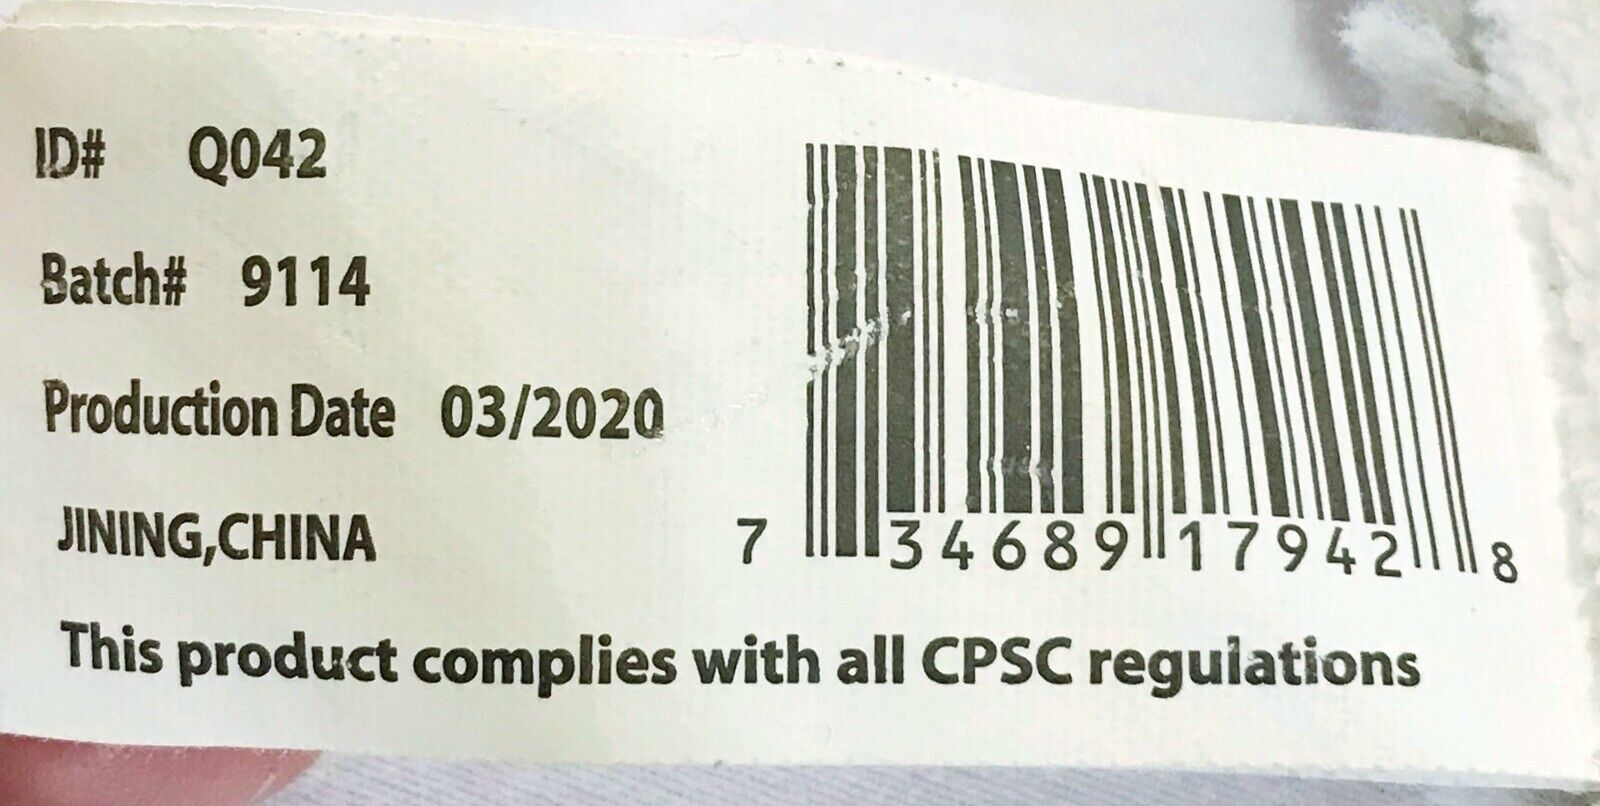 ID# Q042
Batch# 9114
Production Date 03/2020
JINING,CHINA
7 34689 17942 8
This product complies with all CPSC regulations